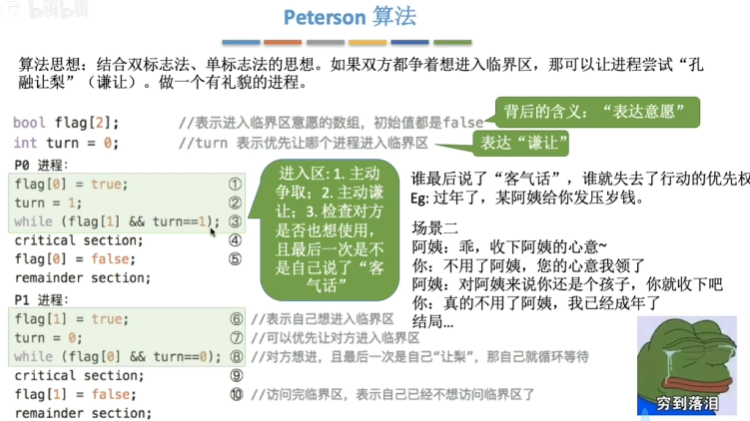 bilibili
Peterson 算法
算法思想：结合双标志法、单标志法的思想。如果双方都争着想进入临界区，那可以让进程尝试“孔
融让梨”（谦让）。做一个有礼貌的进程。
bool flag[2]; //表示进入临界区意愿的数组，初始值都是false
背后的含义：“表达意愿”
int turn = 0; //turn 表示优先让哪个进程进入临界区
表达“谦让”
P0 进程：
flag[0] = true; ①
turn = 1; ②
while (flag[1] && turn==1); ③
critical section; ④
flag[0] = false; ⑤
remainder section;
进入区: 1. 主动
争取；2. 主动谦
让；3. 检查对方
是否也想使用，
且最后一次是不
是自己说了“客
气话”
P1 进程：
flag[1] = true; ⑥ //表示自己想进入临界区
turn = 0; ⑦ //可以优先让对方进入临界区
while (flag[0] && turn==0); ⑧ //对方想进，且最后一次是自己“让梨”，那自己就循环等待
critical section; ⑨
flag[1] = false; ⑩ //访问完临界区，表示自己已经不想访问临界区了
remainder section;
谁最后说了“客气话”，谁就失去了行动的优先权
Eg: 过年了，某阿姨给你发压岁钱。
场景二
阿姨：乖，收下阿姨的心意~
你：不用了阿姨，您的心意我领了
阿姨：对阿姨来说你还是个孩子，你就收下吧
你：真的不用了阿姨，我已经成年了
结局...
穷到落泪